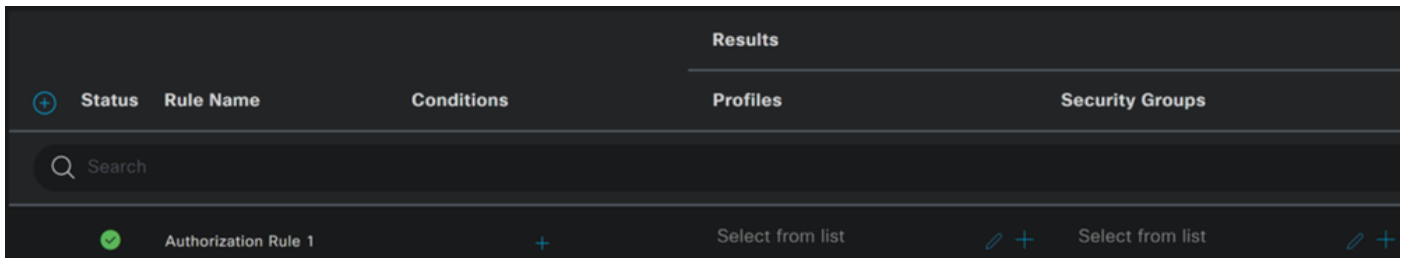 Results
Status Rule Name Conditions Profiles Security Groups
Search
Authorization Rule 1 Select from list Select from list